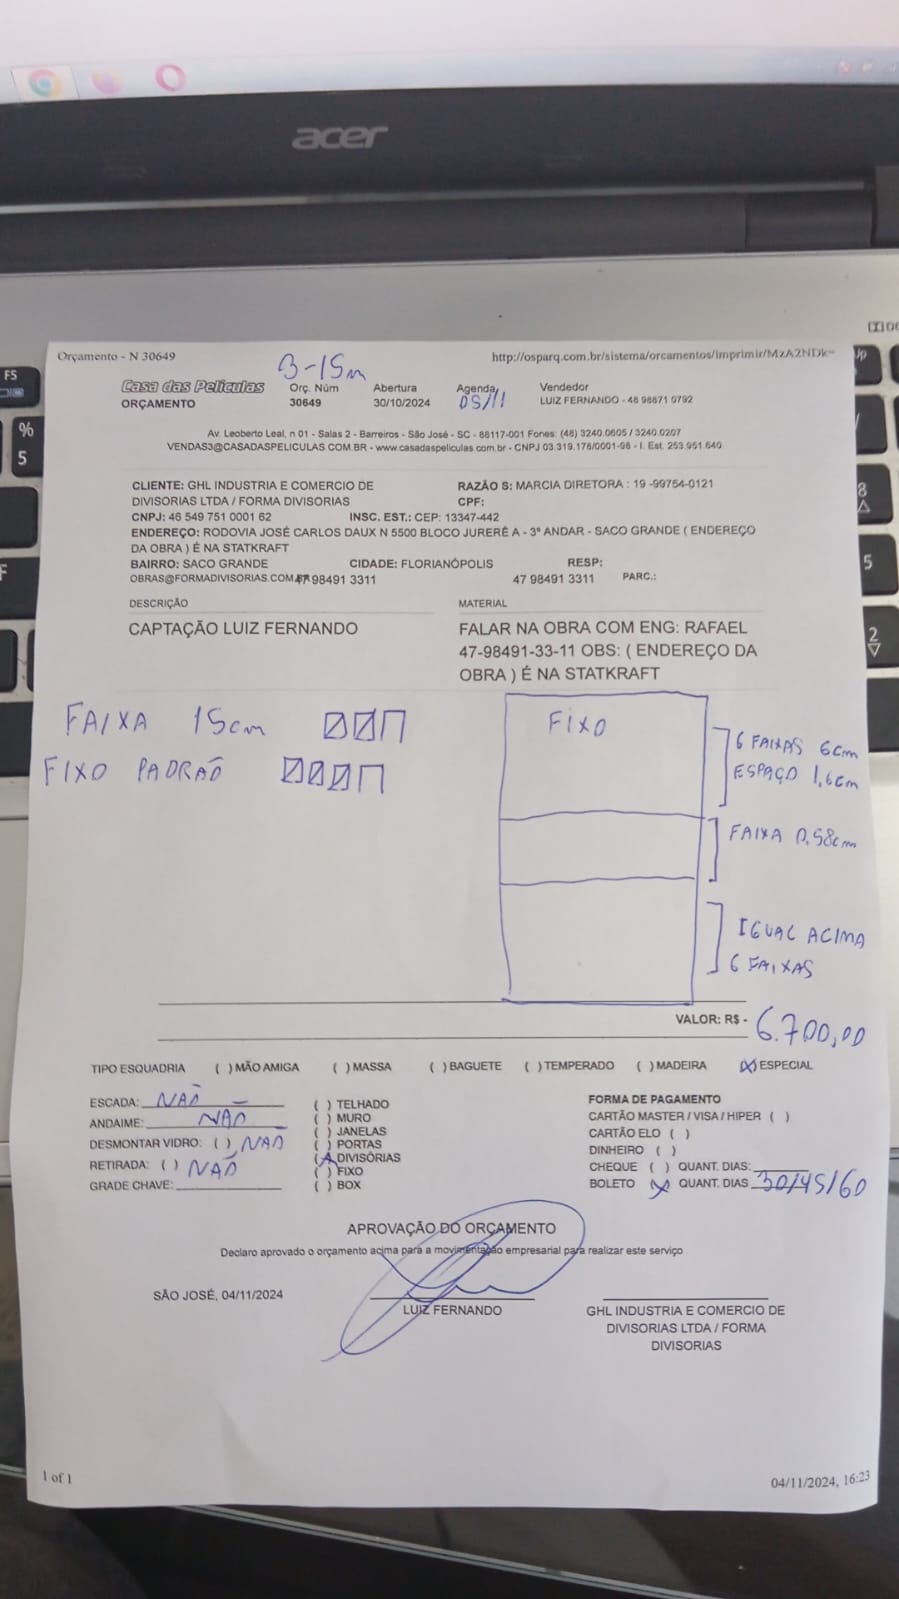 acer
F5
%
5
8
5
2
Orçamento - N 30649
http://osparq.com.br/sistema/orcamentos/imprimir/MzA2NDk=
3-15m
Casa das Películas
Orç. Núm
Abertura
Agenda
Vendedor
ORÇAMENTO
30649
30/10/2024
05/11
LUIZ FERNANDO - 48 98871 0792
Av. Leoberto Leal, n 01 - Salas 2 - Barreiros - São José - SC - 88117-001 Fones: (48) 3240.0605 / 3240.0207
VENDAS3@CASADASPELICULAS.COM.BR - www.casadaspeliculas.com.br - CNPJ 03.319.176/0001-98 - I. Est. 253.951.640
CLIENTE: GHL INDUSTRIA E COMERCIO DE
DIVISORIAS LTDA / FORMA DIVISORIAS
RAZÃO S: MARCIA DIRETORA : 19 -99754-0121
CPF:
CNPJ: 46 549 751 0001 62
INSC. EST.: CEP: 13347-442
ENDEREÇO: RODOVIA JOSÉ CARLOS DAUX N 5500 BLOCO JURERÊ A - 3º ANDAR - SACO GRANDE ( ENDEREÇO
DA OBRA ) É NA STATKRAFT
BAIRRO: SACO GRANDE
CIDADE: FLORIANÓPOLIS
RESP:
OBRAS@FORMADIVISORIAS.COM 98491 3311
47 98491 3311
PARC.:
DESCRIÇÃO
MATERIAL
CAPTAÇÃO LUIZ FERNANDO
FALAR NA OBRA COM ENG: RAFAEL
47-98491-33-11 OBS: ( ENDEREÇO DA
OBRA ) É NA STATKRAFT
FAIXA 15cm
FIXO PADRÃO
FIXO
6 FAIXAS 6cm
ESPAÇO 1,6cm
FAIXA 0,58cm
IGUAL ACIMA
6 FAIXAS
VALOR: R$ - 6.700,00
TIPO ESQUADRIA ( ) MÃO AMIGA ( ) MASSA ( ) BAGUETE ( ) TEMPERADO ( ) MADEIRA (X) ESPECIAL
ESCADA: NÃO
ANDAIME: NÃO
DESMONTAR VIDRO: ( ) NÃO
RETIRADA: ( ) NÃO
GRADE CHAVE:
( ) TELHADO
( ) MURO
( ) JANELAS
( ) PORTAS
( ) DIVISÓRIAS
( ) FIXO
( ) BOX
FORMA DE PAGAMENTO
CARTÃO MASTER / VISA / HIPER ( )
CARTÃO ELO ( )
DINHEIRO ( )
CHEQUE ( ) QUANT. DIAS:
BOLETO X QUANT. DIAS 30/45/60
APROVAÇÃO DO ORÇAMENTO
Declaro aprovado o orçamento acima para a movimentação empresarial para realizar este serviço
SÃO JOSÉ, 04/11/2024
LUIZ FERNANDO
GHL INDUSTRIA E COMERCIO DE
DIVISORIAS LTDA / FORMA
DIVISORIAS
1 of 1
04/11/2024, 16:23